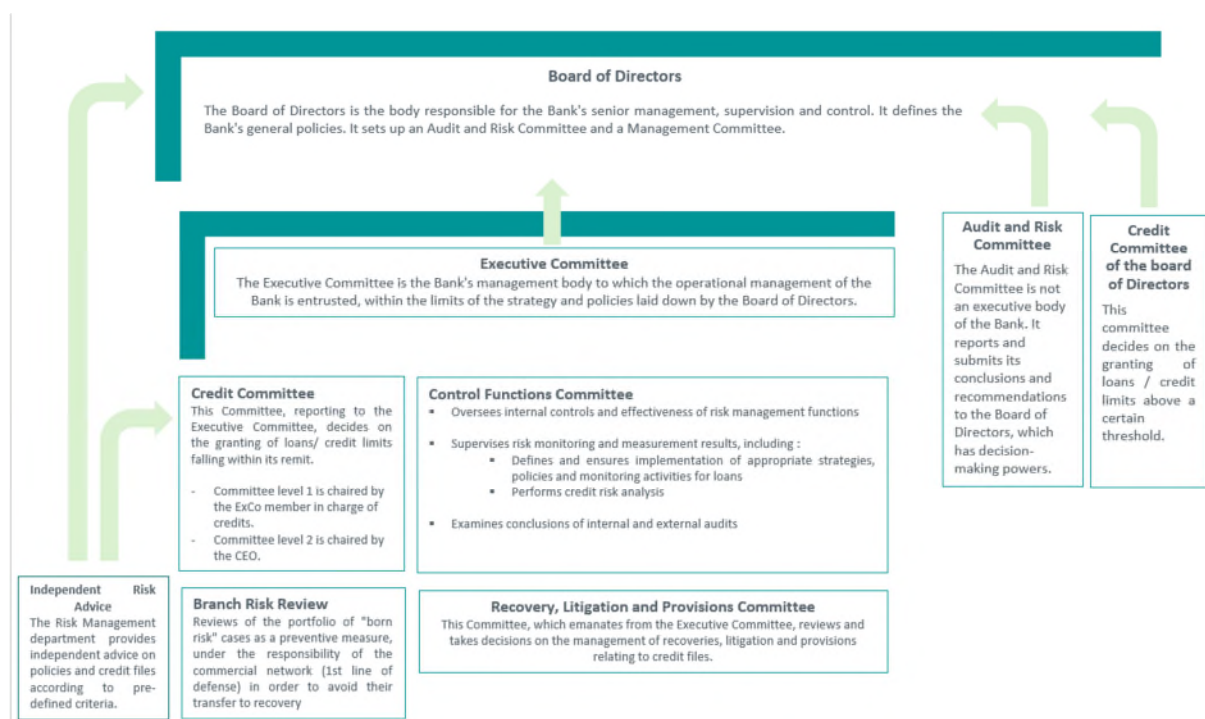 Board of Directors
The Board of Directors is the body responsible for the Bank's senior management, supervision and control. It defines the
Bank's general policies. It sets up an Audit and Risk Committee and a Management Committee.
Executive Committee
The Executive Committee is the Bank's management body to which the operational management of the
Bank is entrusted, within the limits of the strategy and policies laid down by the Board of Directors.
Audit and Risk
Committee
The Audit and Risk
Committee is not
an executive body
of the Bank. It
reports and
submits its
conclusions and
recommendations
to the Board of
Directors, which
has decision-
making powers.
Credit
Committee
of the board
of Directors
This
committee
decides on the
granting of
loans / credit
limits above a
certain
threshold.
Credit Committee
This Committee, reporting to the
Executive Committee, decides on
the granting of loans/ credit limits
falling within its remit.
- Committee level 1 is chaired by
the ExCo member in charge of
credits.
- Committee level 2 is chaired by
the CEO.
Control Functions Committee
▪ Oversees internal controls and effectiveness of risk management functions
▪ Supervises risk monitoring and measurement results, including :
▪ Defines and ensures implementation of appropriate strategies,
policies and monitoring activities for loans
▪ Performs credit risk analysis
▪ Examines conclusions of internal and external audits
Independent Risk
Advice
The Risk Management
department provides
independent advice on
policies and credit files
according to pre-
defined criteria.
Branch Risk Review
Reviews of the portfolio of "born
risk" cases as a preventive measure,
under the responsibility of the
commercial network (1st line of
defense) in order to avoid their
transfer to recovery
Recovery, Litigation and Provisions Committee
This Committee, which emanates from the Executive Committee, reviews and
takes decisions on the management of recoveries, litigation and provisions
relating to credit files.